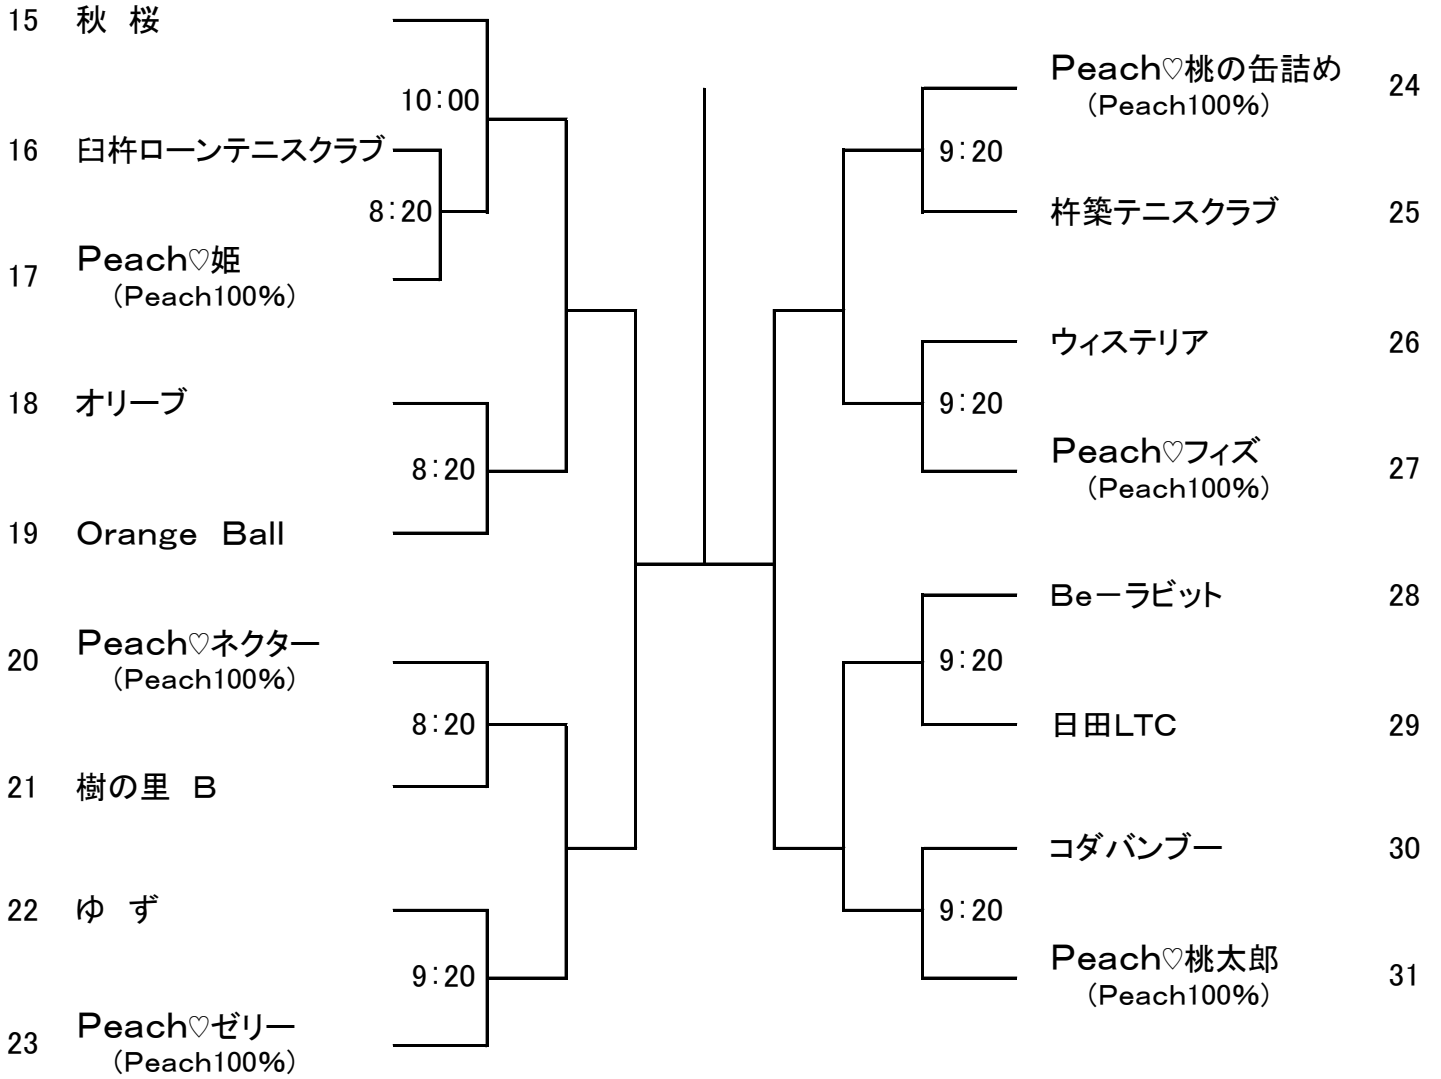 15 秋 桜
10：00
16 臼杵ローンテニスクラブ
8：20
17 Peach♡姫
（Peach100%）
18 オリーブ
8：20
19 Orange Ball
20 Peach♡ネクター
（Peach100%）
8：20
21 樹の里 B
22 ゆ ず
9：20
23 Peach♡ゼリー
（Peach100%）
Peach♡桃の缶詰め 24
（Peach100%）
9：20
杵築テニスクラブ 25
ウィステリア 26
9：20
Peach♡フィズ 27
（Peach100%）
Be－ラビット 28
9：20
日田LTC 29
コダバンブー 30
9：20
Peach♡桃太郎 31
（Peach100%）